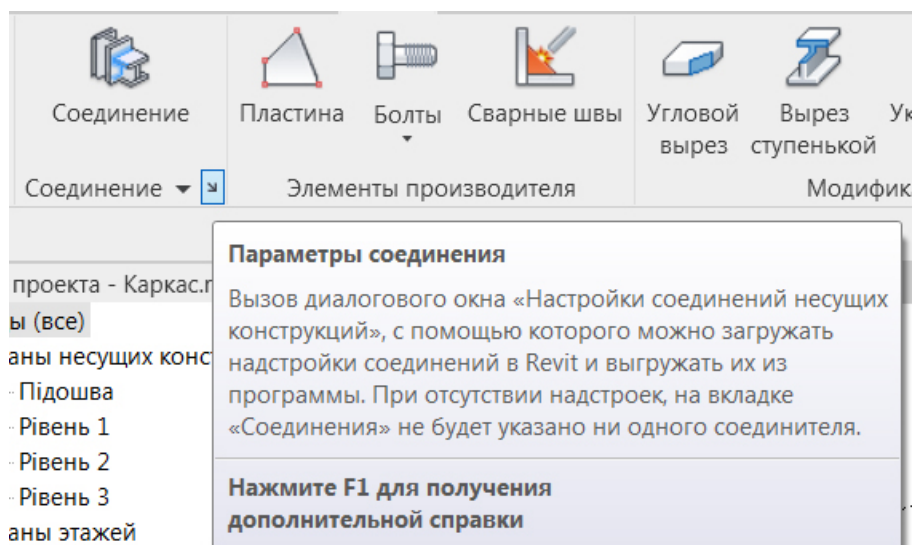 Соединение
Пластина
Болты
Сварные швы
Угловой
вырез
Вырез
ступенькой
Соединение
Элементы производителя
Параметры соединения
Вызов диалогового окна «Настройки соединений несущих
конструкций», с помощью которого можно загружать
надстройки соединений в Revit и выгружать их из
программы. При отсутствии надстроек, на вкладке
«Соединения» не будет указано ни одного соединителя.
Нажмите F1 для получения
дополнительной справки
проекта - Каркас.r
ы (все)
аны несущих конс
Підошва
Рівень 1
Рівень 2
Рівень 3
аны этажей